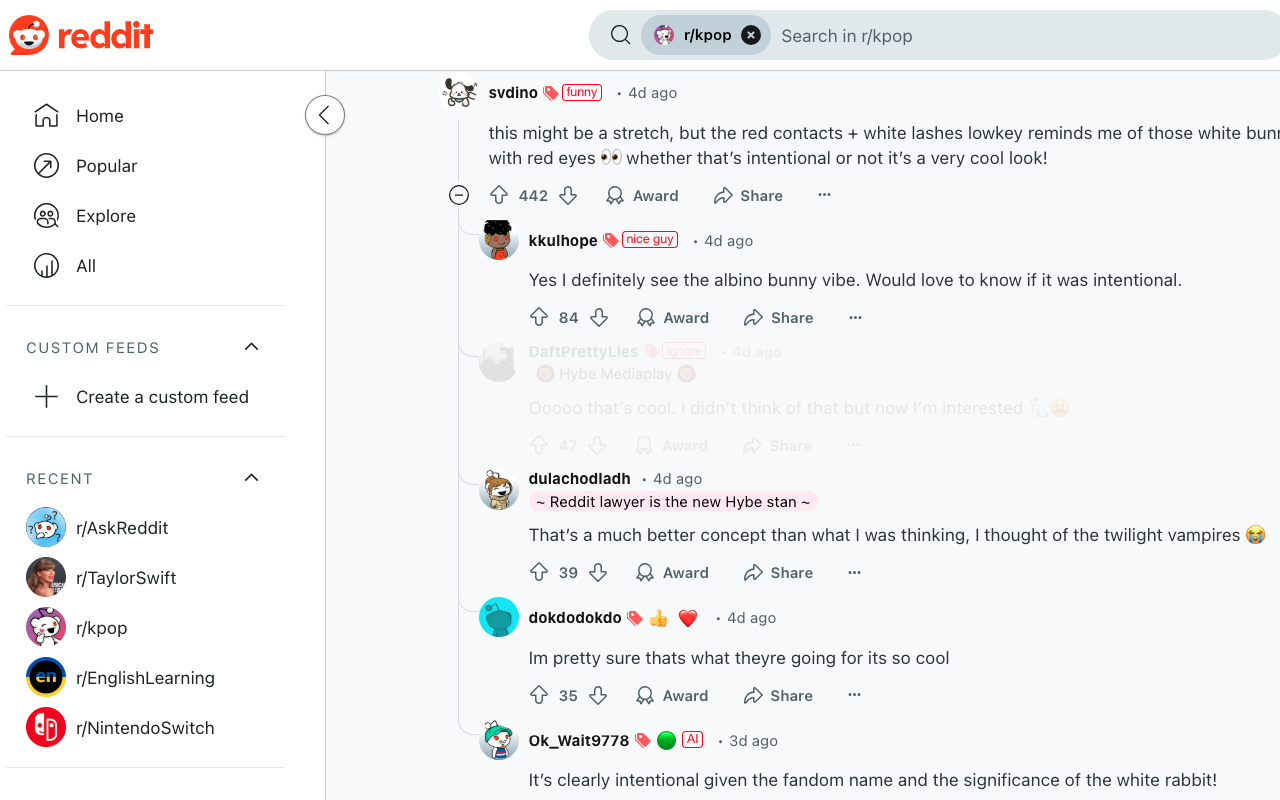 reddit
r/kpop
Search in r/kpop
Home
Popular
Explore
All
CUSTOM FEEDS
Create a custom feed
RECENT
r/AskReddit
r/TaylorSwift
r/kpop
en
r/EnglishLearning
r/NintendoSwitch
svdino funny • 4d ago
this might be a stretch, but the red contacts + white lashes lowkey reminds me of those white
with red eyes 👀 whether that’s intentional or not it’s a very cool look!
442 Award Share ...
kkulhope nice guy • 4d ago
Yes I definitely see the albino bunny vibe. Would love to know if it was intentional.
84 Award Share ...
DaftPrettyLies ignore • 4d ago
Hybe Mediaplay
Ooooo that’s cool. I didn’t think of that but now I’m interested
47 Award Share ...
dulachodladh • 4d ago
~ Reddit lawyer is the new Hybe stan ~
That’s a much better concept than what I was thinking, I thought of the twilight vampires 😭
39 Award Share ...
dokdodokdo 👍 ❤️ • 4d ago
Im pretty sure thats what theyre going for its so cool
35 Award Share ...
Ok_Wait9778 🟢 AI • 3d ago
It’s clearly intentional given the fandom name and the significance of the white rabbit!